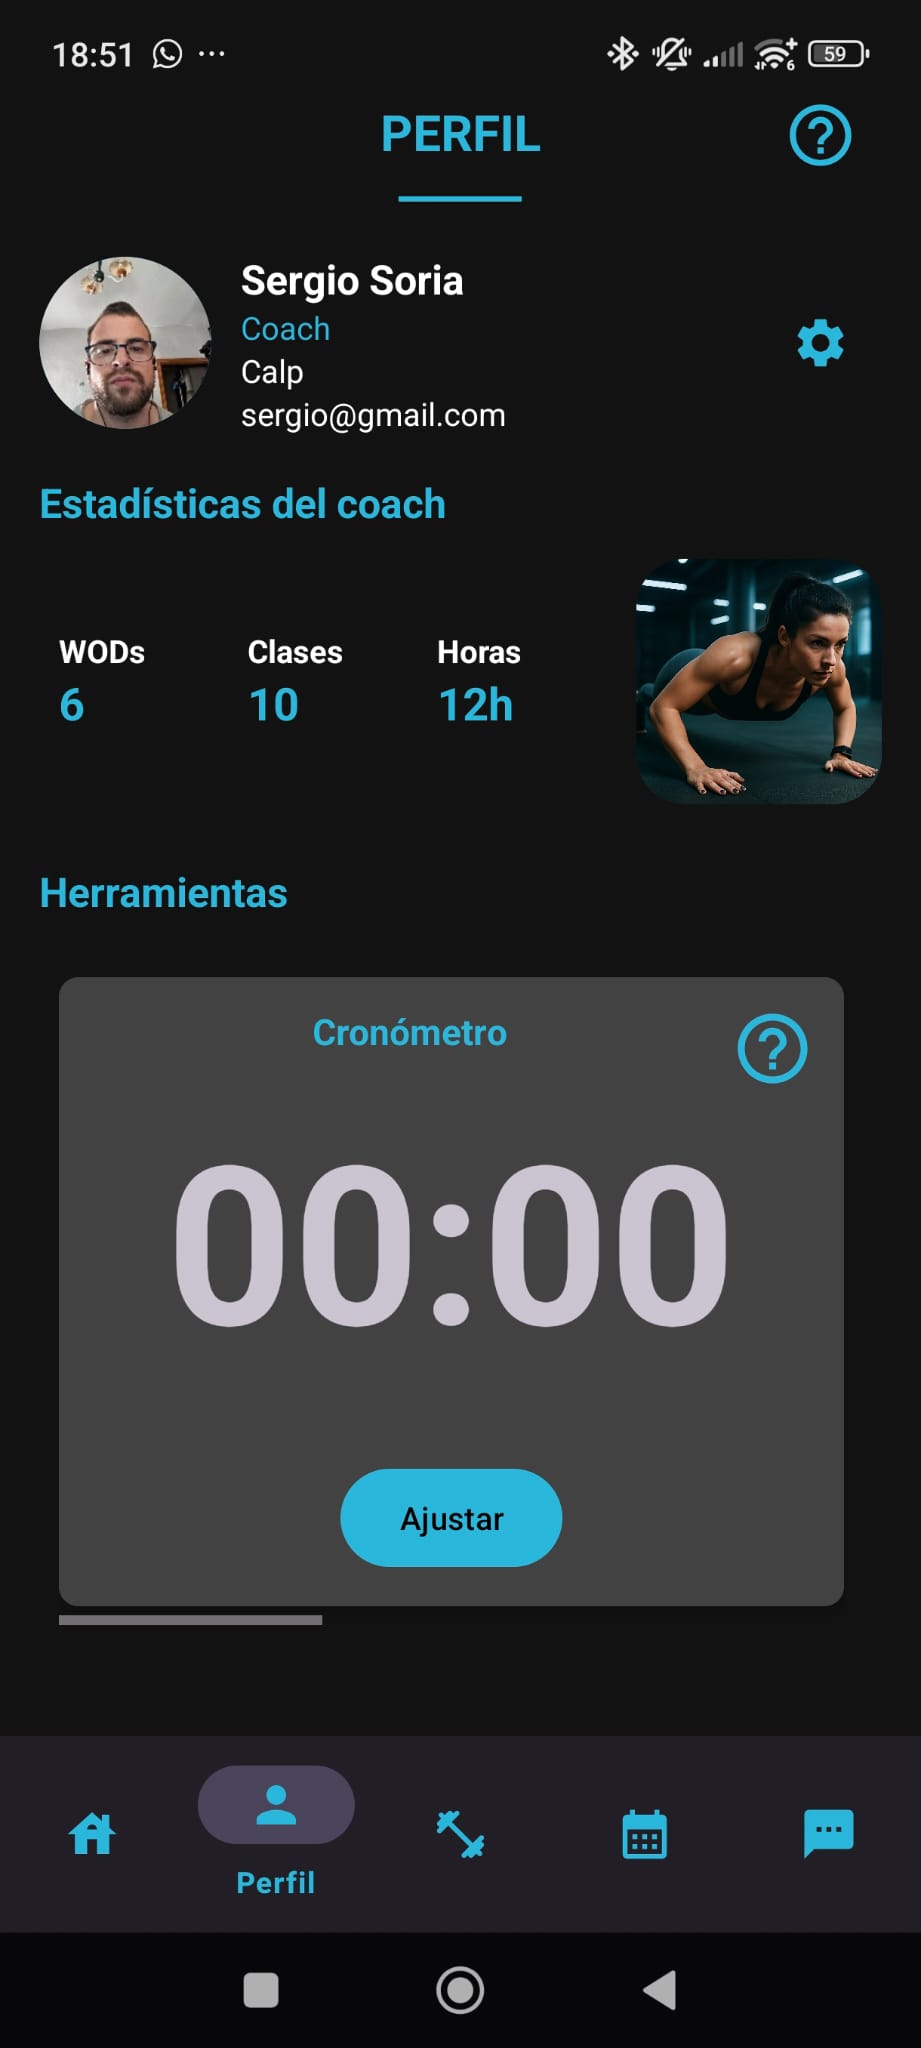 18:51
59
PERFIL
Sergio Soria
Coach
Calp
sergio@gmail.com
Estadísticas del coach
WODs Clases Horas
6 10 12h
Herramientas
Cronómetro
00:00
Ajustar
Perfil